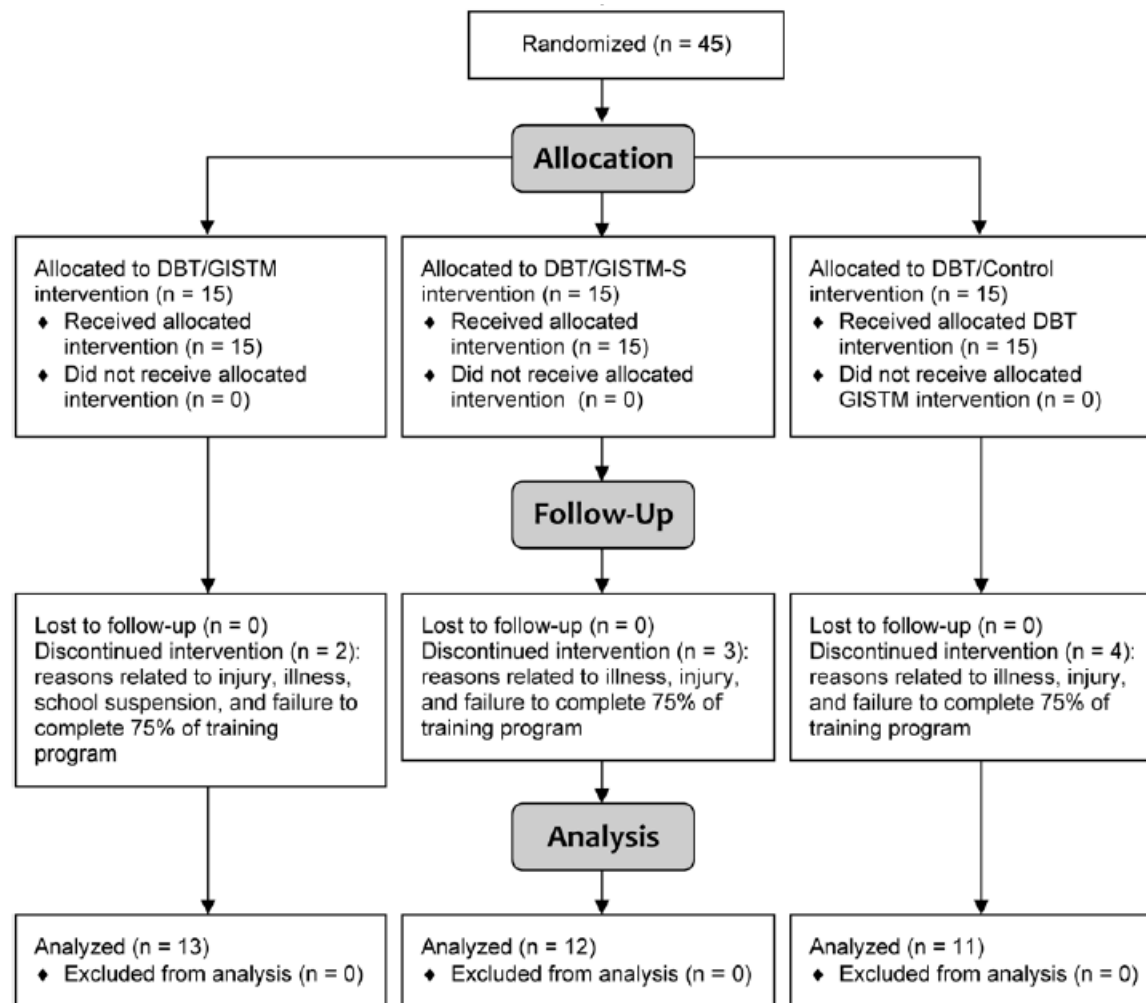 Randomized (n = 45)
Allocation
Allocated to DBT/GISTM
intervention (n = 15)
♦ Received allocated
intervention (n = 15)
♦ Did not receive allocated
intervention (n = 0)
Allocated to DBT/GISTM-S
intervention (n = 15)
♦ Received allocated
intervention (n = 15)
♦ Did not receive allocated
intervention (n = 0)
Allocated to DBT/Control
intervention (n = 15)
♦ Received allocated DBT
intervention (n = 15)
♦ Did not receive allocated
GISTM intervention (n = 0)
Follow-Up
Lost to follow-up (n = 0)
Discontinued intervention (n = 2):
reasons related to injury, illness,
school suspension, and failure to
complete 75% of training
program
Lost to follow-up (n = 0)
Discontinued intervention (n = 3):
reasons related to illness, injury,
and failure to complete 75% of
training program
Lost to follow-up (n = 0)
Discontinued intervention (n = 4):
reasons related to illness, injury,
and failure to complete 75% of
training program
Analysis
Analyzed (n = 13)
♦ Excluded from analysis (n = 0)
Analyzed (n = 12)
♦ Excluded from analysis (n = 0)
Analyzed (n = 11)
♦ Excluded from analysis (n = 0)